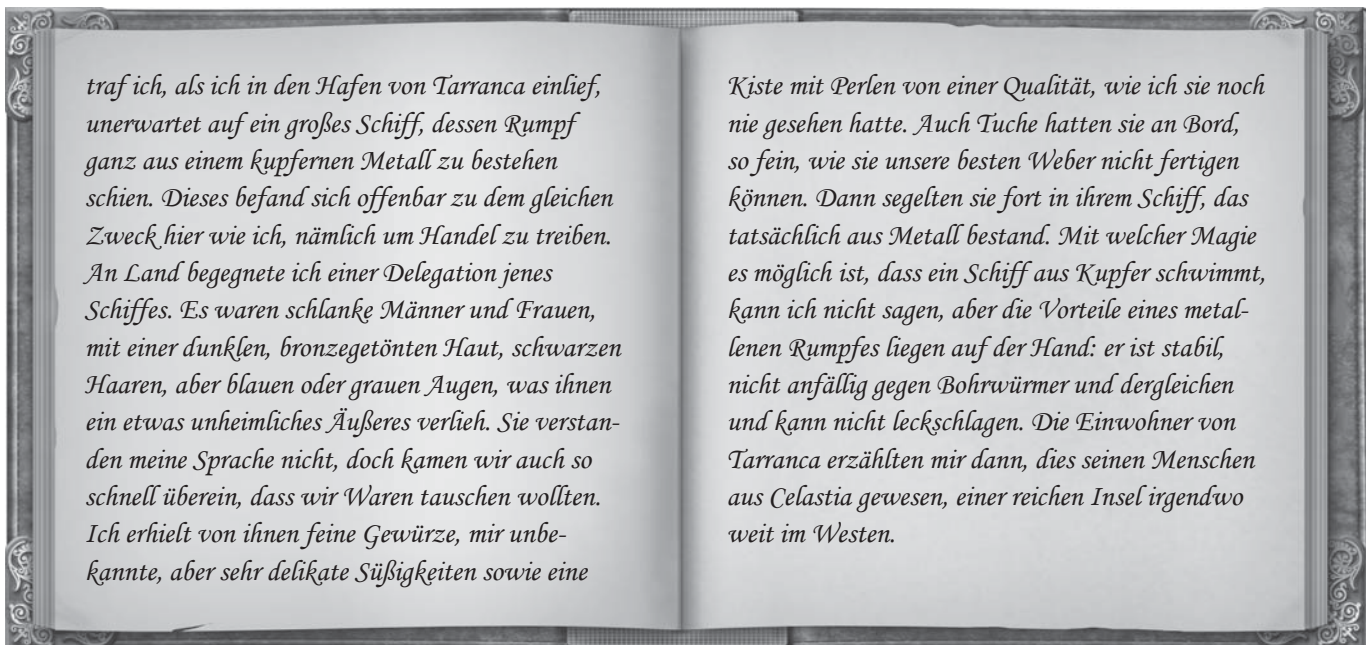 traf ich, als ich in den Hafen von Tarranca einlief,
unerwartet auf ein großes Schiff, dessen Rumpf
ganz aus einem kupfernen Metall zu bestehen
schien. Dieses befand sich offenbar zu dem gleichen
Zweck hier wie ich, nämlich um Handel zu treiben.
An Land begegnete ich einer Delegation jenes
Schiffes. Es waren schlanke Männer und Frauen,
mit einer dunklen, bronzegetönten Haut, schwarzen
Haaren, aber blauen oder grauen Augen, was ihnen
ein etwas unheimliches Äußeres verlieh. Sie verstan-
den meine Sprache nicht, doch kamen wir auch so
schnell überein, dass wir Waren tauschen wollten.
Ich erhielt von ihnen feine Gewürze, mir unbe-
kannte, aber sehr delikate Süßigkeiten sowie eine
Kiste mit Perlen von einer Qualität, wie ich sie noch
nie gesehen hatte. Auch Tuche hatten sie an Bord,
so fein, wie sie unsere besten Weber nicht fertigen
können. Dann segelten sie fort in ihrem Schiff, das
tatsächlich aus Metall bestand. Mit welcher Magie
es möglich ist, dass ein Schiff aus Kupfer schwimmt,
kann ich nicht sagen, aber die Vorteile eines metal-
lenen Rumpfes liegen auf der Hand: er ist stabil,
nicht anfällig gegen Bohrwürmer und dergleichen
und kann nicht leckschlagen. Die Einwohner von
Tarranca erzählten mir dann, dies seinen Menschen
aus Celastia gewesen, einer reichen Insel irgendwo
weit im Westen.